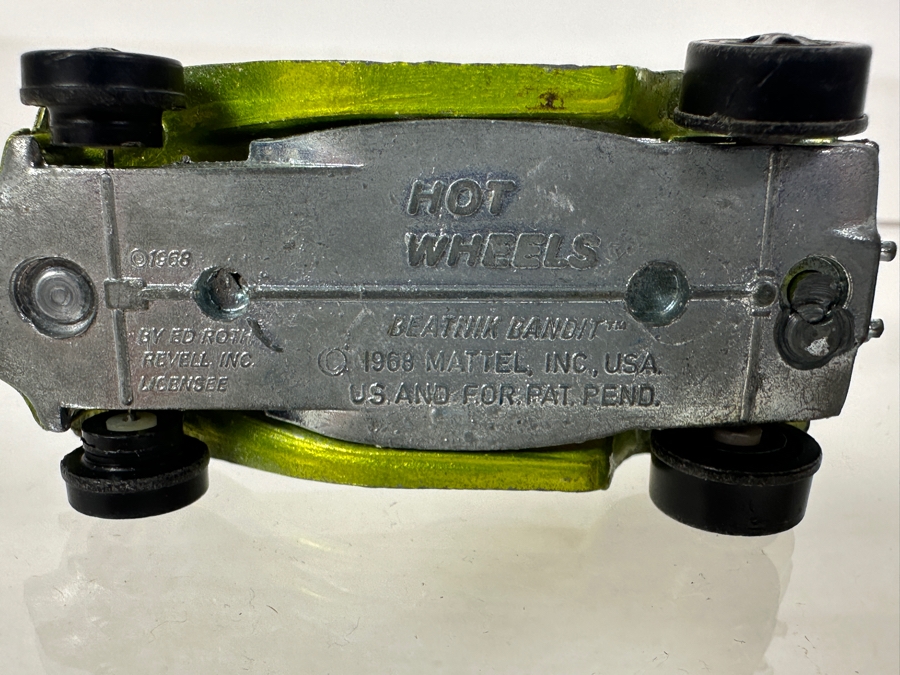 HOT
WHEELS
©1968
BEATNIK BANDIT™
BY ED ROTH
REVELL, INC.
LICENSEE
© 1968 MATTEL, INC., USA.
U.S. AND FOR. PAT. PEND.